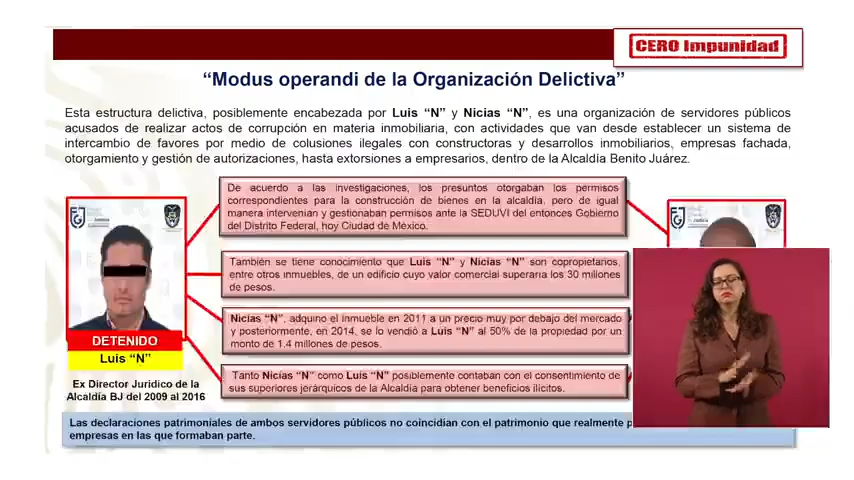 CERO Impunidad
“Modus operandi de la Organización Delictiva”
Esta estructura delictiva, posiblemente encabezada por Luis “N” y Nicias “N”, es una organización de servidores públicos
acusados de realizar actos de corrupción en materia inmobiliaria, con actividades que van desde establecer un sistema de
intercambio de favores por medio de colusiones ilegales con constructoras y desarrollos inmobiliarios, empresas fachada,
otorgamiento y gestión de autorizaciones, hasta extorsiones a empresarios, dentro de la Alcaldía Benito Juárez.
De acuerdo a las investigaciones, los presuntos otorgaban los permisos
correspondientes para la construcción de bienes en la alcaldía, pero de igual
manera intervenían y gestionaban permisos ante la SEDUVI del entonces Gobierno
del Distrito Federal, hoy Ciudad de México.
También se tiene conocimiento que Luis “N” y Nicias “N” son copropietarios,
entre otros inmuebles, de un edificio cuyo valor comercial superaría los 30 millones
de pesos.
Nicias “N”, adquirió el inmueble en 2011 a un precio muy por debajo del mercado
y posteriormente, en 2014, se lo vendió a Luis “N” al 50% de la propiedad por un
monto de 1.4 millones de pesos.
Tanto Nicias “N” como Luis “N” posiblemente contaban con el consentimiento de
sus superiores jerárquicos de la Alcaldía para obtener beneficios ilícitos.
FGJ
FGJ
DETENIDO
Luis “N”
Ex Director Jurídico de la
Alcaldía BJ del 2009 al 2016
Las declaraciones patrimoniales de ambos servidores públicos no coincidían con el patrimonio que realmente
empresas en las que formaban parte.